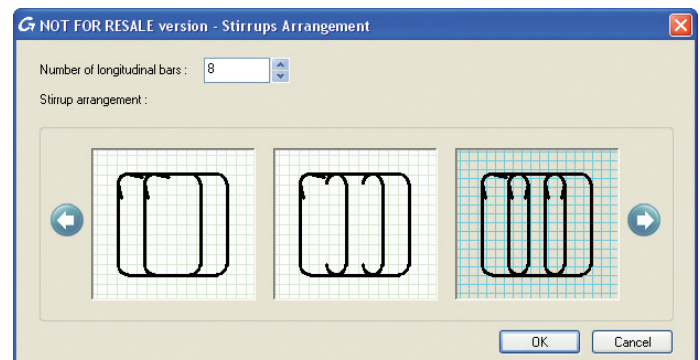 NOT FOR RESALE version - Stirrups Arrangement
Number of longitudinal bars : 8
Stirrup arrangement :
OK Cancel